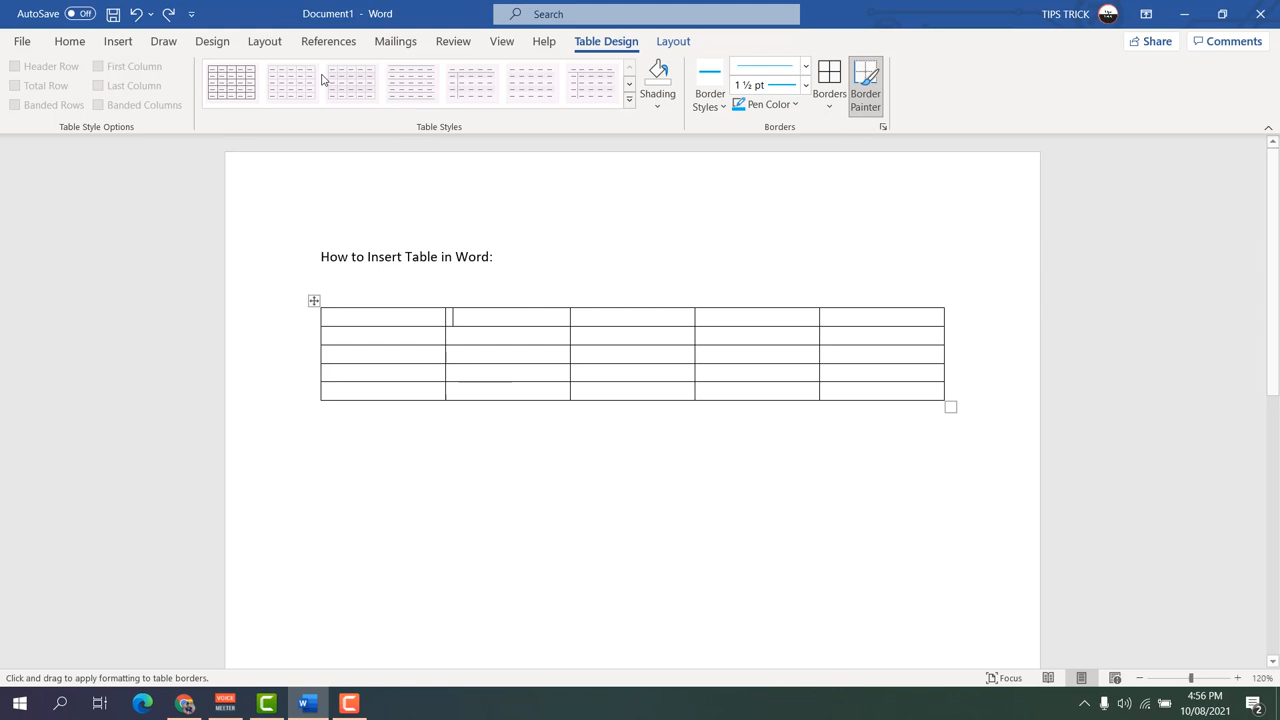 AutoSave Off
Document1 - Word
Search
TIPS TRICK
File Home Insert Draw Design Layout References Mailings Review View Help Table Design Layout
Share Comments
Header Row First Column
Total Row Last Column
Banded Rows Banded Columns
Table Style Options
Table Styles
Shading
Border Styles
1 ½ pt
Pen Color
Borders
Border Painter
Borders
How to Insert Table in Word:
Click and drag to apply formatting to table borders.
Focus
120%
VOICE
MEETER
4:56 PM
10/08/2021
2